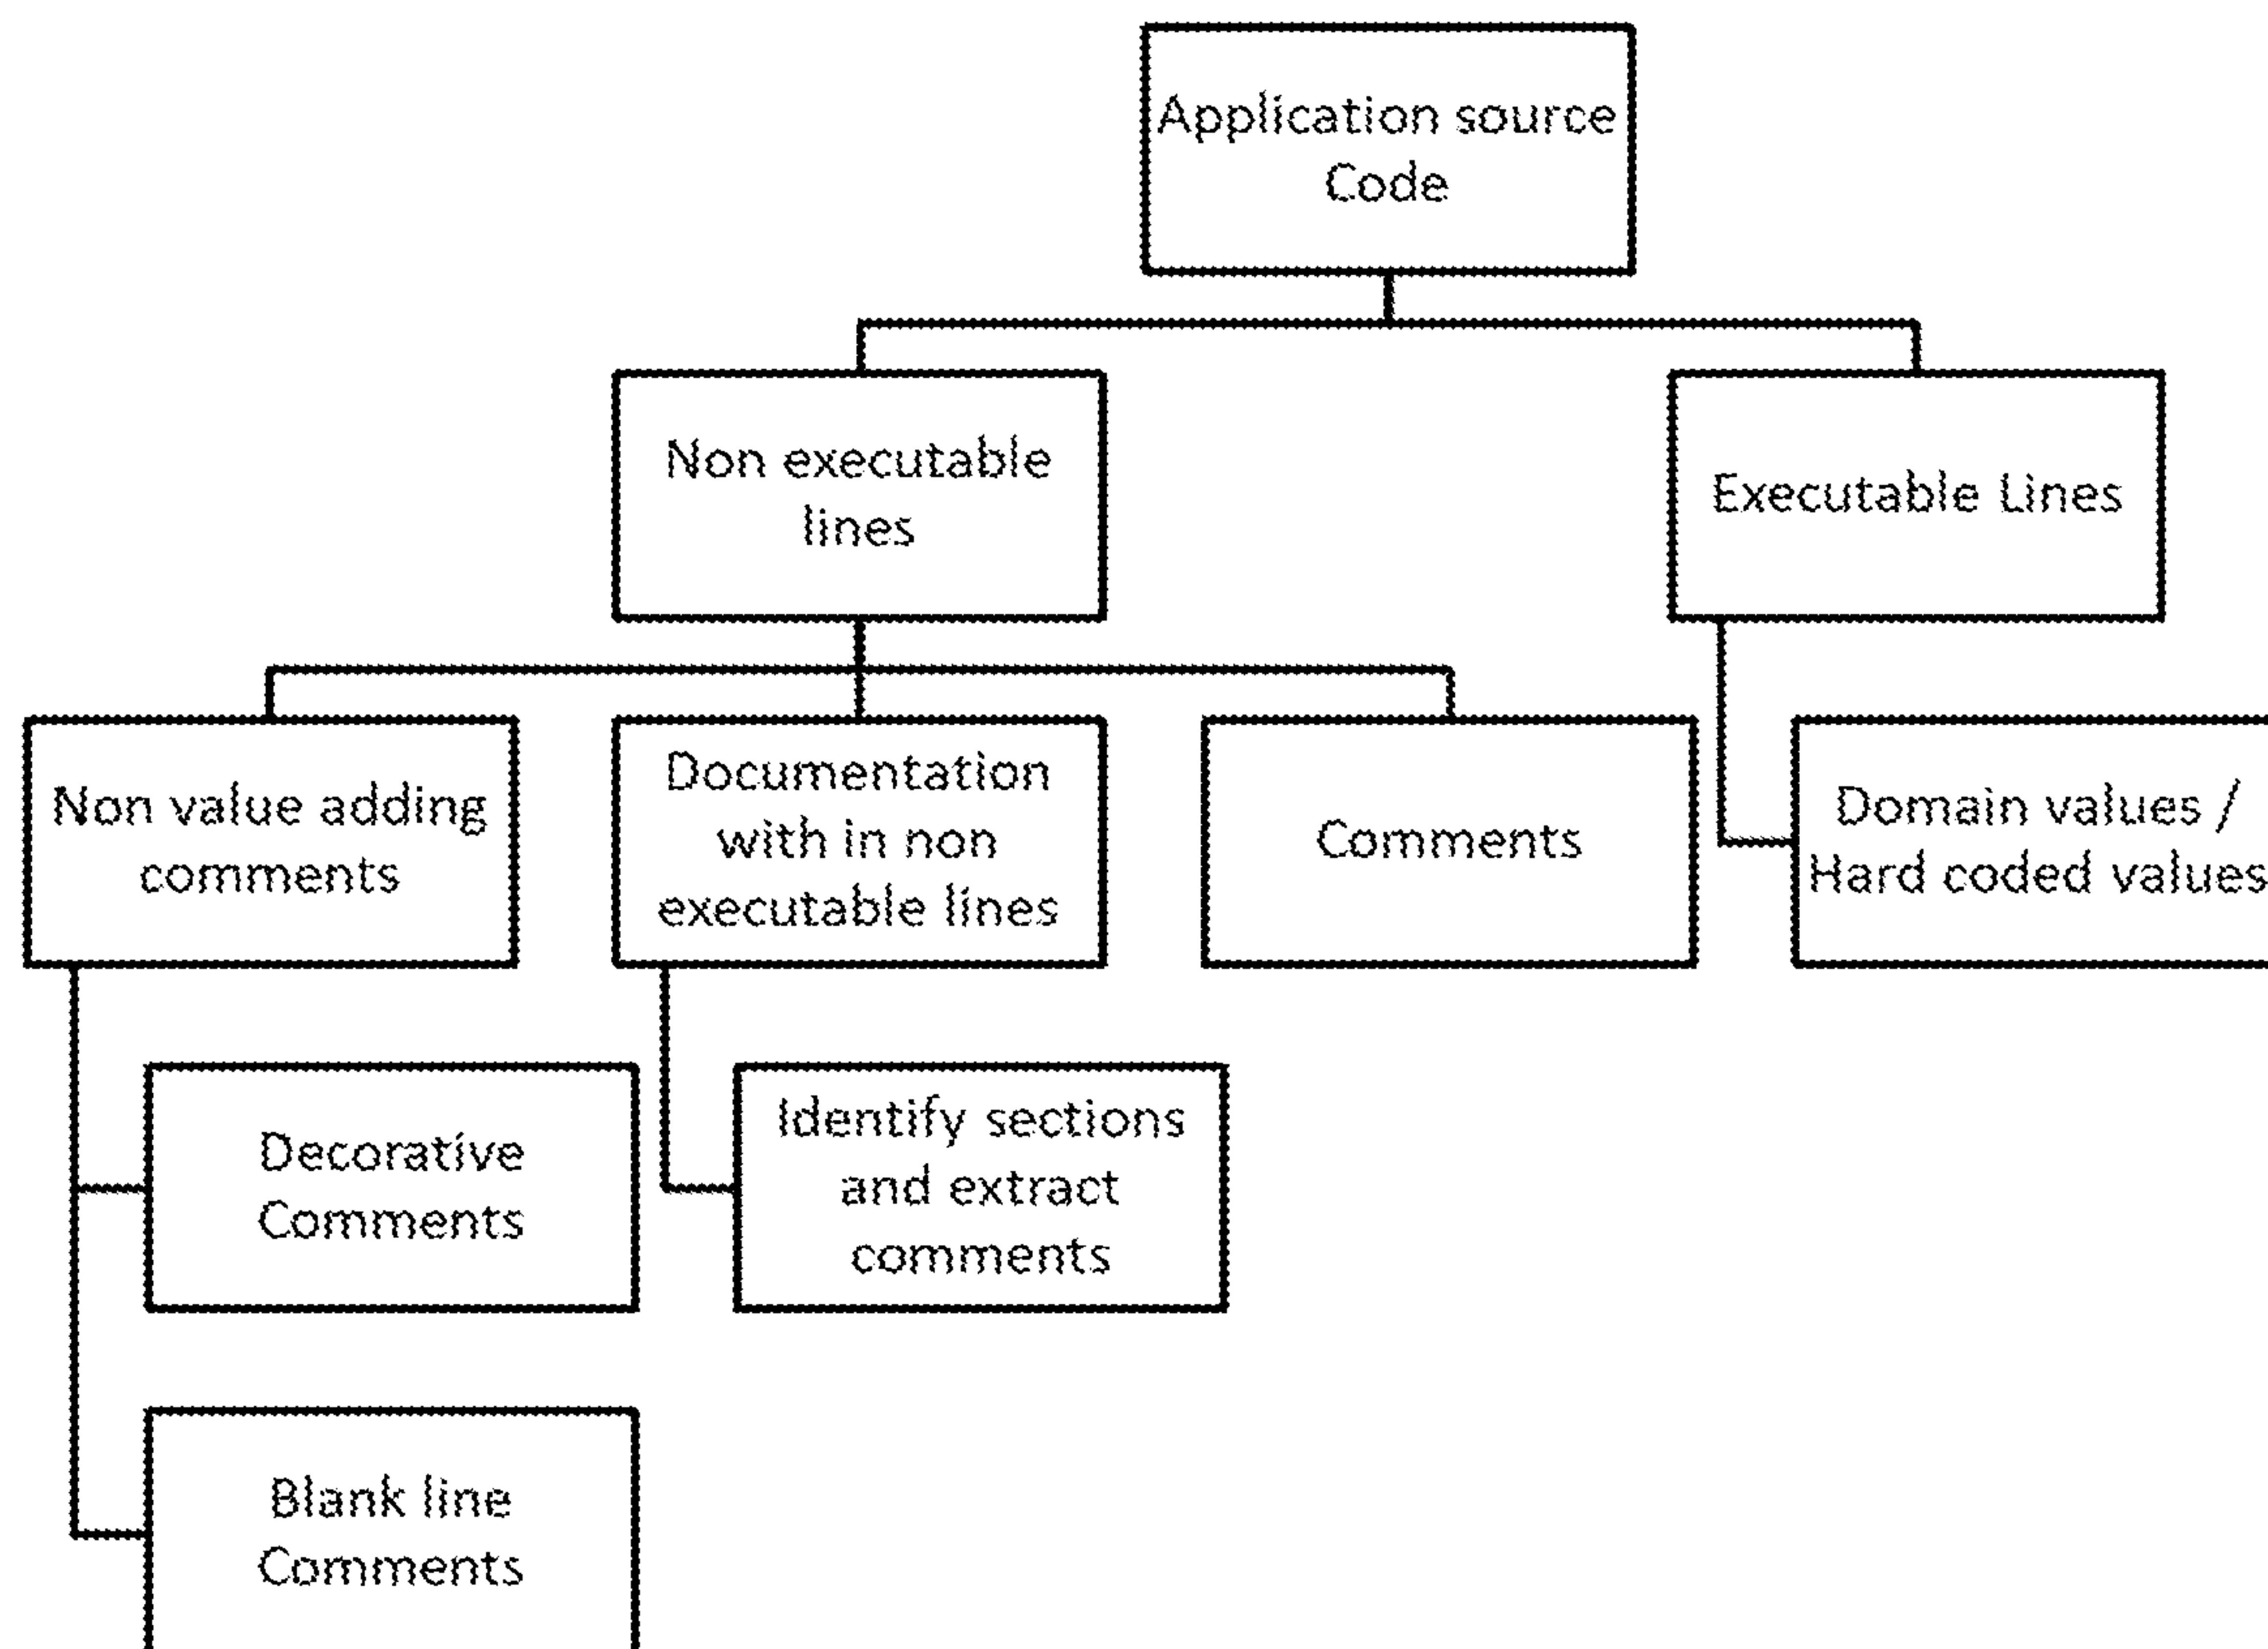 Application source
Code
Non executable
lines
Executable Lines
Non value adding
comments
Documentation
with in non
executable lines
Comments
Domain values /
Hard coded values
Decorative
Comments
Identify sections
and extract
comments
Blank line
Comments